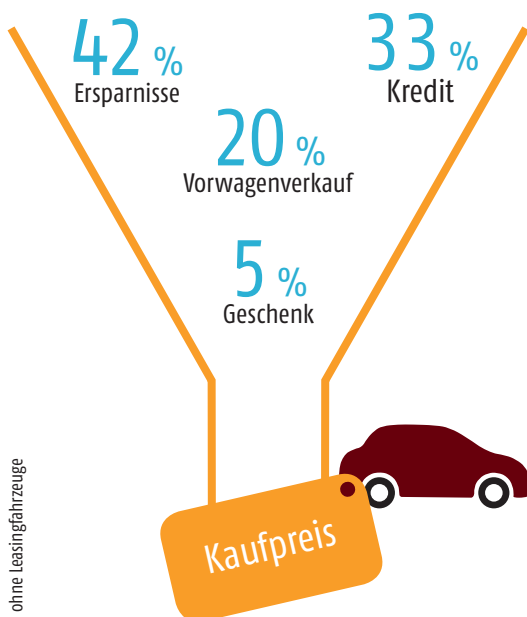 42 %
Ersparnisse
33 %
Kredit
20 %
Vorwagenverkauf
5 %
Geschenk
Kaufpreis
ohne Leasingfahrzeuge